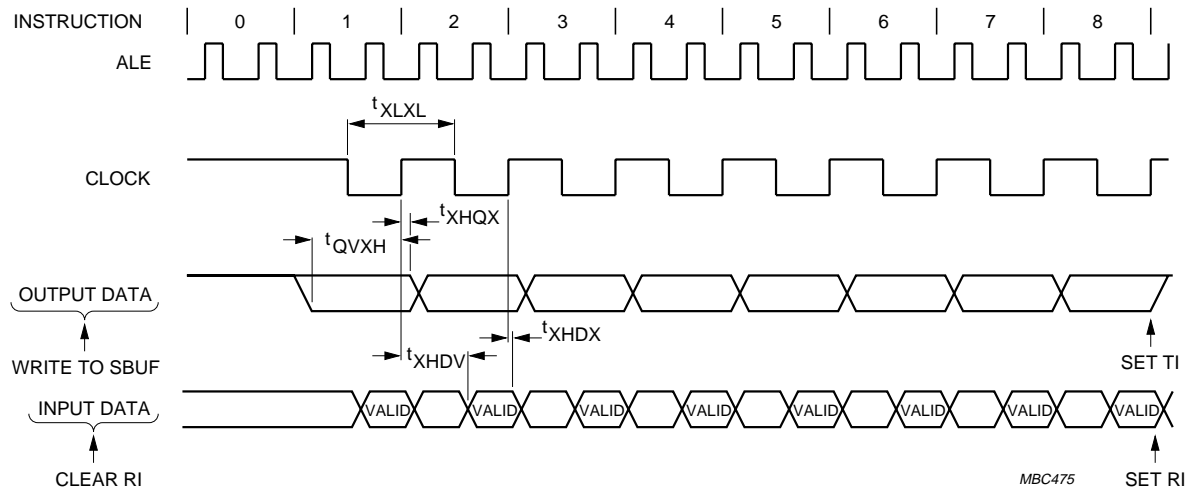 INSTRUCTION 0 1 2 3 4 5 6 7 8
ALE
tXLXL
CLOCK
tXHQX
tQVXH
OUTPUT DATA
tXHDX
tXHDV
WRITE TO SBUF
SET TI
INPUT DATA
VALID VALID VALID VALID VALID VALID VALID VALID
CLEAR RI
MBC475
SET RI